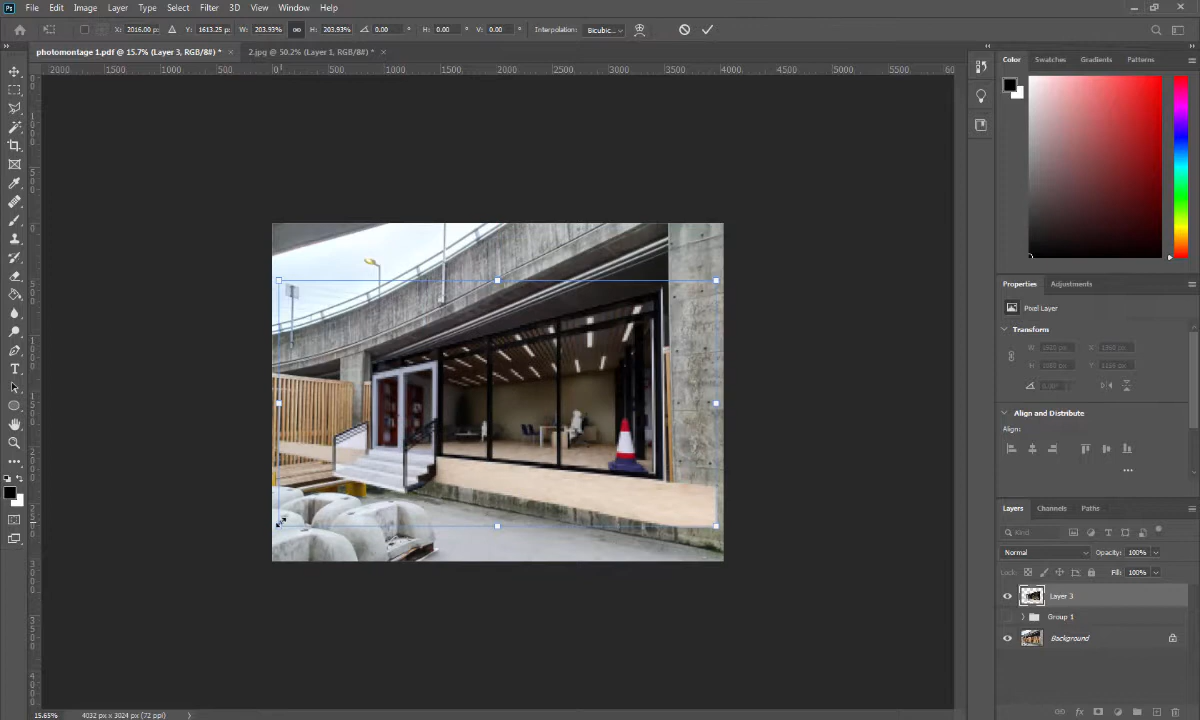 Ps File Edit Image Layer Type Select Filter 3D View Window Help
X: 2016.00 px Y: 1613.25 px W: 203.93% H: 203.93% 0.00 H: 0.00 V: 0.00 Interpolation: Bicubic
photomontage 1.pdf @ 15.7% (Layer 3, RGB/8#) * × 2.jpg @ 50.2% (Layer 1, RGB/8#) * ×
2000 1500 1000 500 0 500 1000 1500 2000 2500 3000 3500 4000 4500 5000 5500
Color Swatches Gradients Patterns
Properties Adjustments
Pixel Layer
Transform
Align and Distribute
Align:
Layers Channels Paths
Kind
Normal Opacity: 100%
Lock: Fill: 100%
Layer 3
Group 1
Background
15.65% 4032 px x 3024 px (72 ppi)